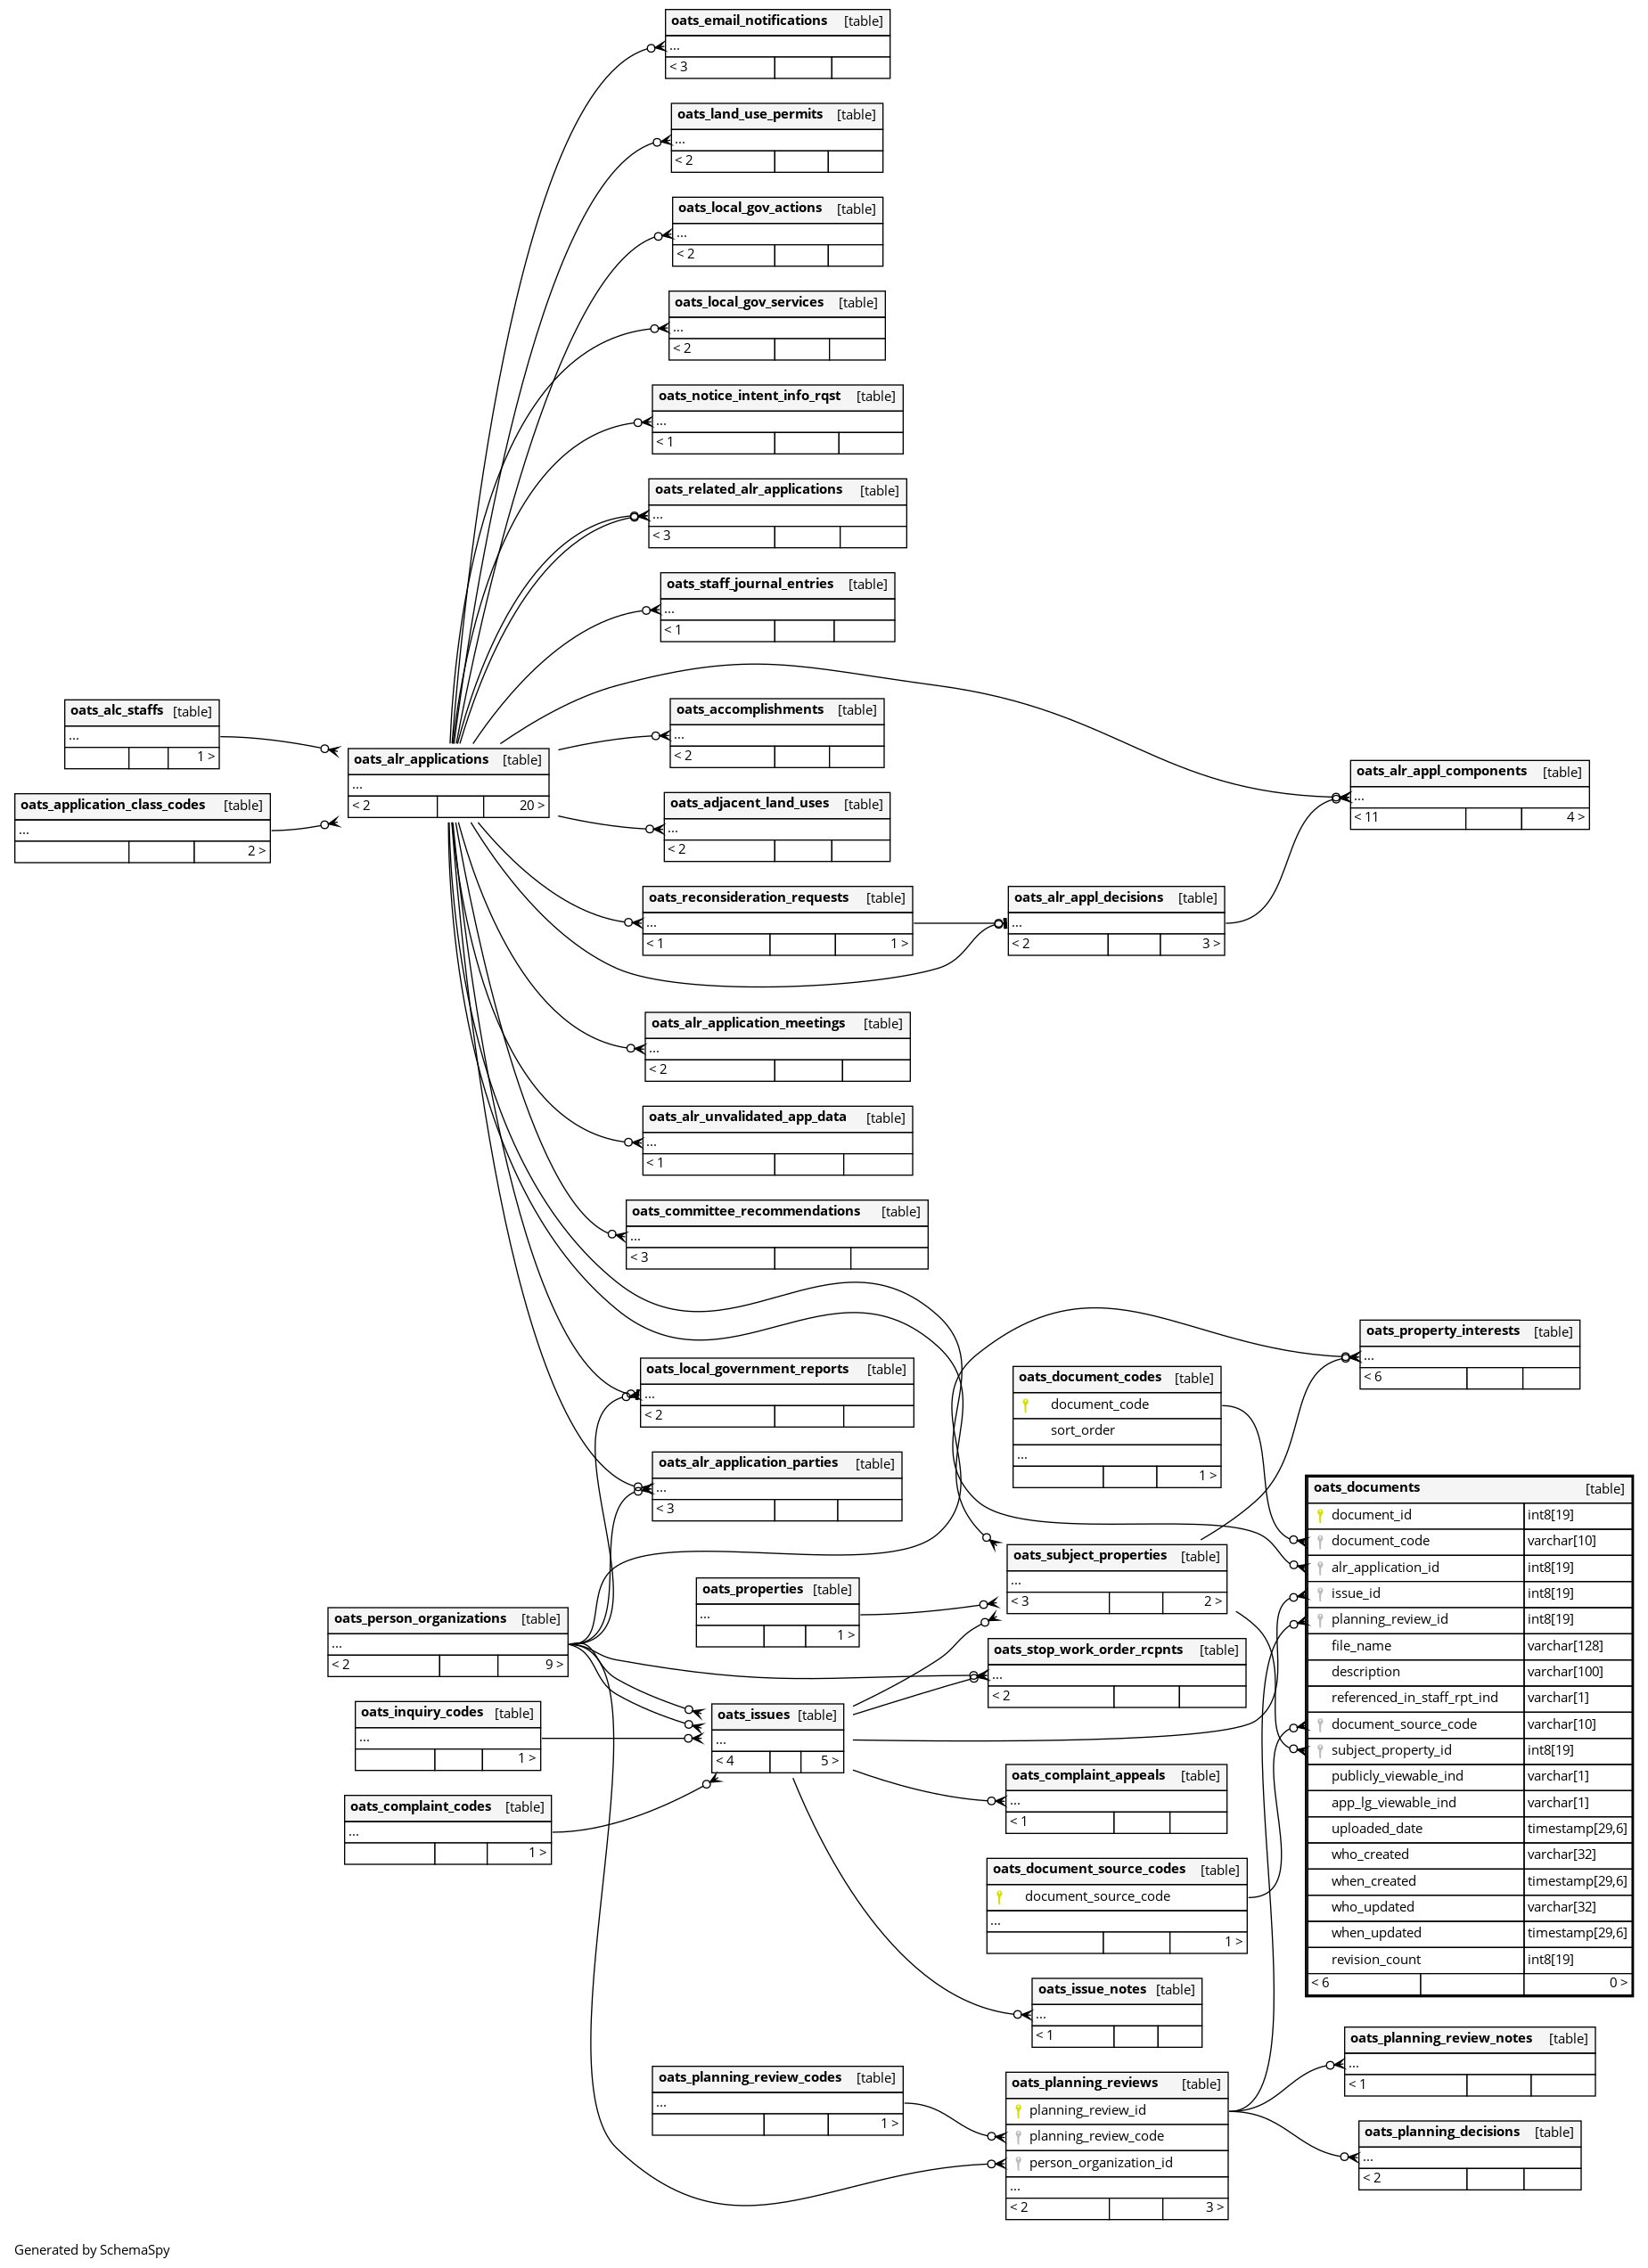 oats_email_notifications [table]
...
< 3
oats_land_use_permits [table]
...
< 2
oats_local_gov_actions [table]
...
< 2
oats_local_gov_services [table]
...
< 2
oats_notice_intent_info_rqst [table]
...
< 1
oats_related_alr_applications [table]
...
< 3
oats_staff_journal_entries [table]
...
< 1
oats_alc_staffs [table]
...
1 >
oats_application_class_codes [table]
...
2 >
oats_alr_applications [table]
...
< 2 20 >
oats_accomplishments [table]
...
< 2
oats_adjacent_land_uses [table]
...
< 2
oats_alr_appl_components [table]
...
< 11 4 >
oats_reconsideration_requests [table]
...
< 1 1 >
oats_alr_appl_decisions [table]
...
< 2 3 >
oats_alr_application_meetings [table]
...
< 2
oats_alr_unvalidated_app_data [table]
...
< 1
oats_committee_recommendations [table]
...
< 3
oats_local_government_reports [table]
...
< 2
oats_alr_application_parties [table]
...
< 3
oats_property_interests [table]
...
< 6
oats_document_codes [table]
document_code
sort_order
...
1 >
oats_documents [table]
document_id int8[19]
document_code varchar[10]
alr_application_id int8[19]
issue_id int8[19]
planning_review_id int8[19]
file_name varchar[128]
description varchar[100]
referenced_in_staff_rpt_ind varchar[1]
document_source_code varchar[10]
subject_property_id int8[19]
publicly_viewable_ind varchar[1]
app_lg_viewable_ind varchar[1]
uploaded_date timestamp[29,6]
who_created varchar[32]
when_created timestamp[29,6]
who_updated varchar[32]
when_updated timestamp[29,6]
revision_count int8[19]
< 6 0 >
oats_subject_properties [table]
...
< 3 2 >
oats_properties [table]
...
1 >
oats_person_organizations [table]
...
< 2 9 >
oats_stop_work_order_rcpnts [table]
...
< 2
oats_inquiry_codes [table]
...
1 >
oats_issues [table]
...
< 4 5 >
oats_complaint_codes [table]
...
1 >
oats_complaint_appeals [table]
...
< 1
oats_document_source_codes [table]
document_source_code
...
1 >
oats_issue_notes [table]
...
< 1
oats_planning_review_codes [table]
...
1 >
oats_planning_reviews [table]
planning_review_id
planning_review_code
person_organization_id
...
< 2 3 >
oats_planning_review_notes [table]
...
< 1
oats_planning_decisions [table]
...
< 2
Generated by SchemaSpy